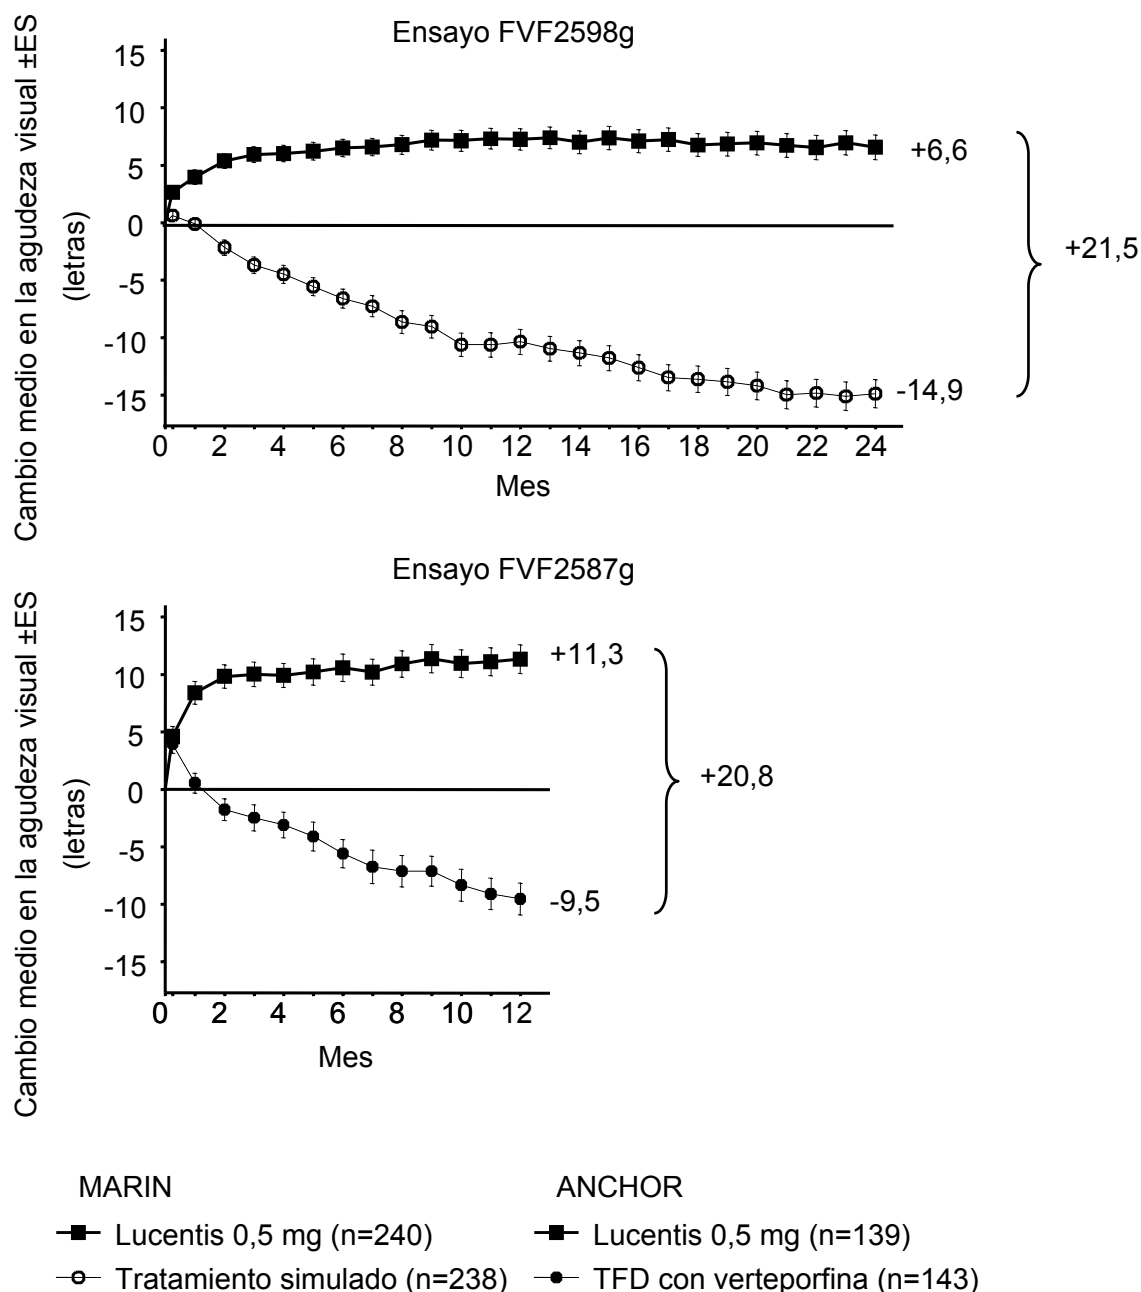 Ensayo FVF2598g
Cambio medio en la agudeza visual ±ES
(letras)
15
10
5
0
-5
-10
-15
+6,6
-14,9
+21,5
0 2 4 6 8 10 12 14 16 18 20 22 24
Mes
Ensayo FVF2587g
Cambio medio en la agudeza visual ±ES
(letras)
15
10
5
0
-5
-10
-15
+11,3
-9,5
+20,8
0 2 4 6 8 10 12
Mes
MARIN
Lucentis 0,5 mg (n=240)
Tratamiento simulado (n=238)
ANCHOR
Lucentis 0,5 mg (n=139)
TFD con verteporfina (n=143)